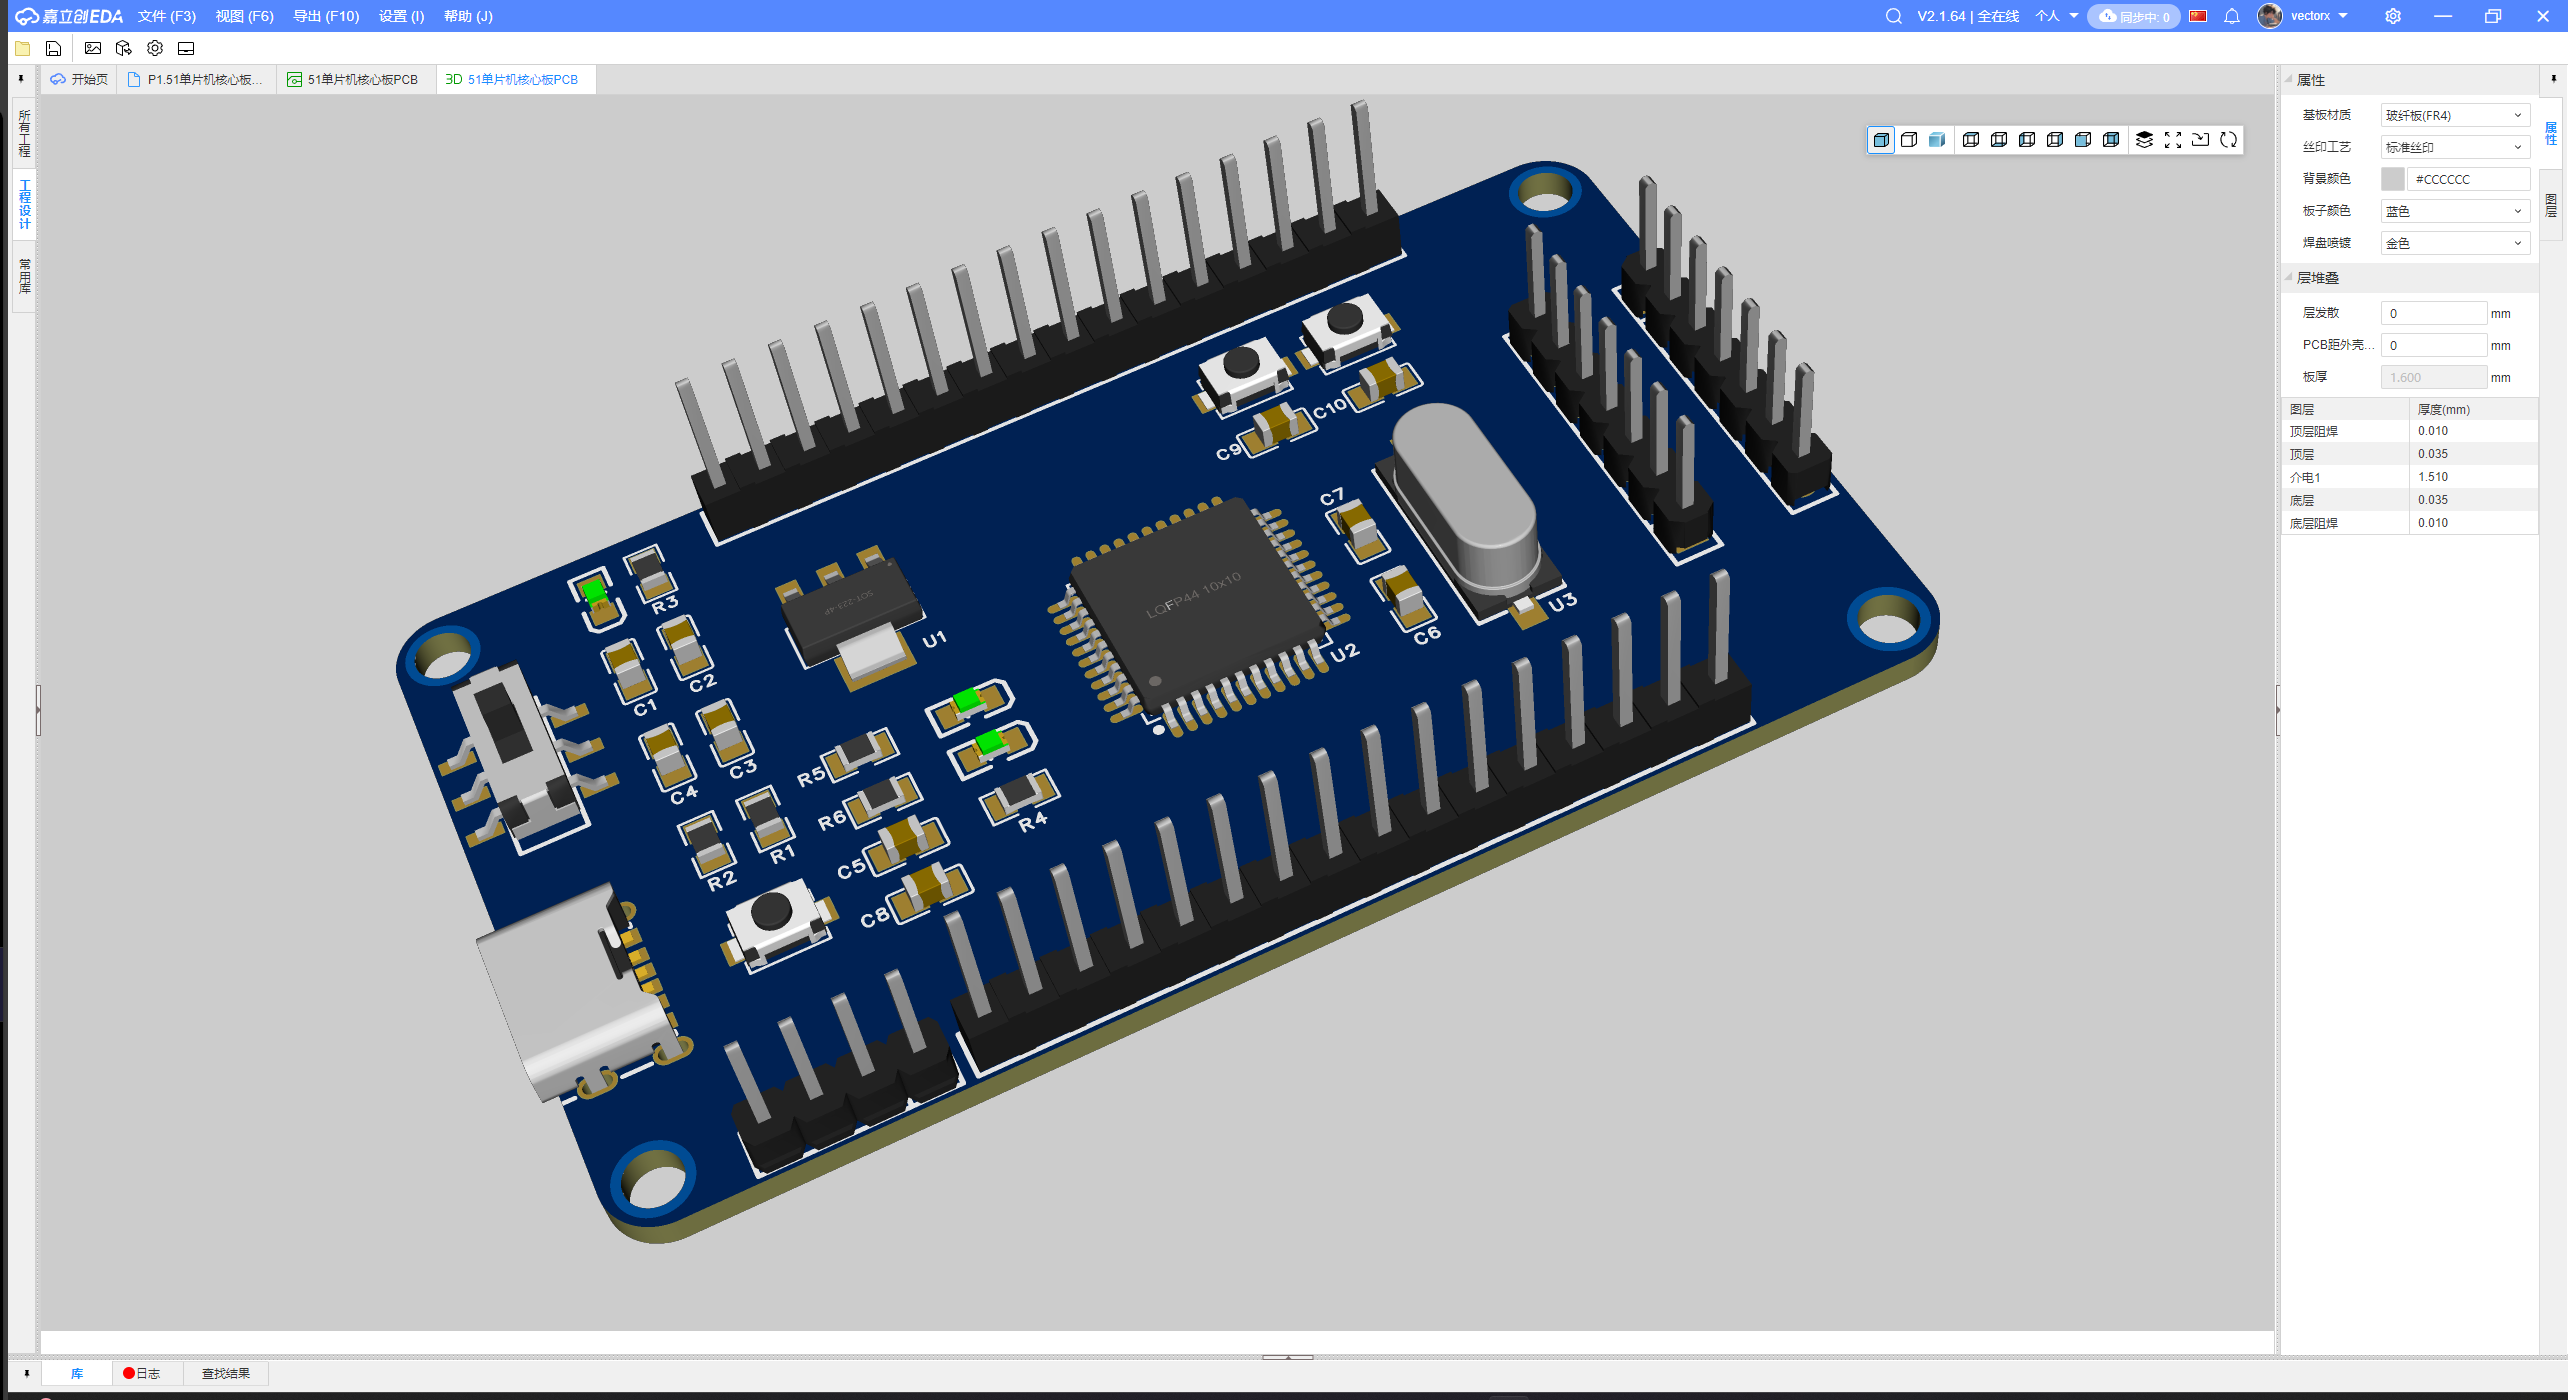 嘉立创EDA 文件 (F3) 视图 (F6) 导出 (F10) 设置 (I) 帮助 (J) V2.1.64 | 全在线 个人 同步中: 0 vectorx
开始页 P1.51单片机核心板... 51单片机核心板PCB 3D 51单片机核心板PCB
所有工程
工程设计
常用库
C10
C9
C7
LQFP44 10x10
SOT-223-4P
R3
U3
C6
U1
U2
C2
C1
C3
R5
C4
R6
R4
R1
C5
R2
C8
属性
基板材质 玻纤板(FR4)
丝印工艺 标准丝印
背景颜色 #CCCCCC
板子颜色 蓝色
焊盘喷镀 金色
层堆叠
层发散 0 mm
PCB距外壳... 0 mm
板厚 1.600 mm
图层 厚度(mm)
顶层阻焊 0.010
顶层 0.035
介电1 1.510
底层 0.035
底层阻焊 0.010
属性
图层
库 日志 查找结果